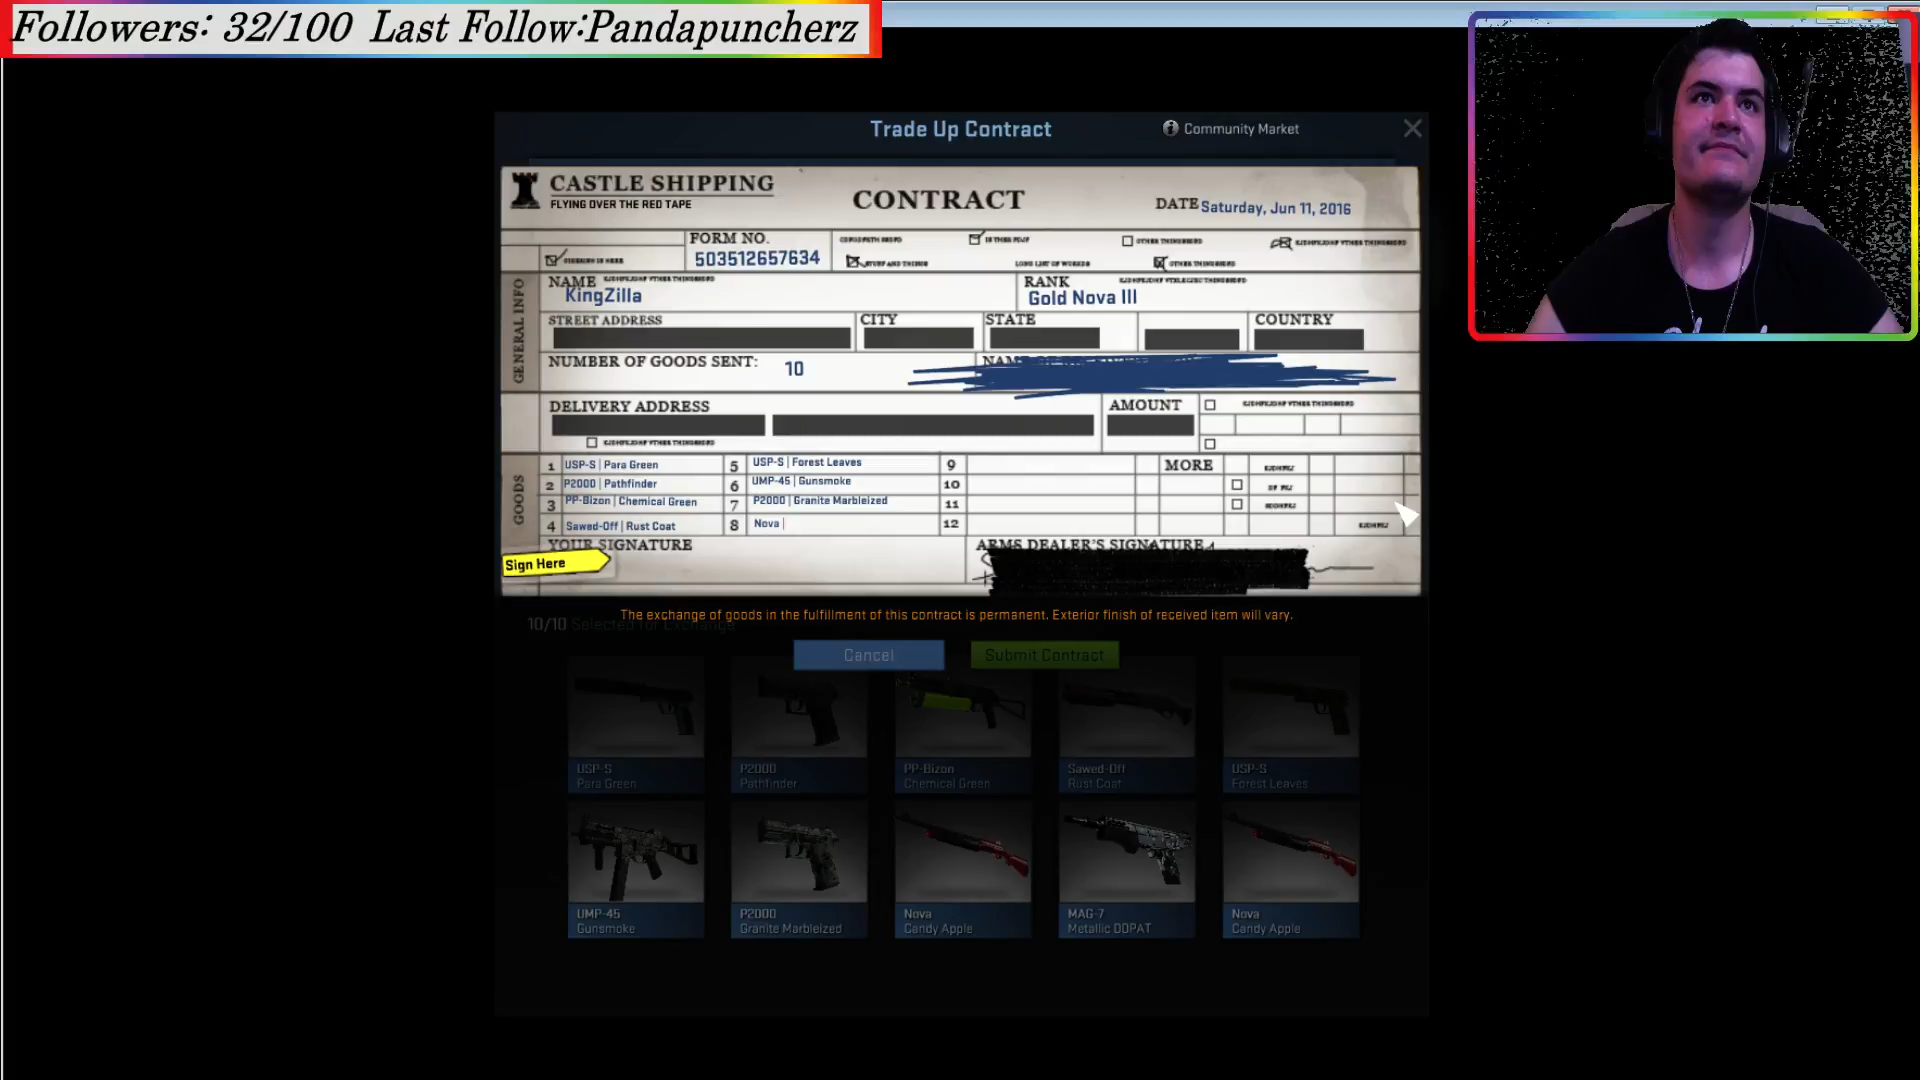 Followers: 32/100 Last Follow:Pandapuncherz
Trade Up Contract
Community Market
CASTLE SHIPPING
FLYING OVER THE RED TAPE
CONTRACT
DATE Saturday, Jun 11, 2016
FORM NO.
503512657634
NAME
KingZilla
RANK
Gold Nova III
GENERAL INFO
STREET ADDRESS
CITY
STATE
COUNTRY
NUMBER OF GOODS SENT: 10
DELIVERY ADDRESS
AMOUNT
GOODS
1 USP-S | Para Green
2 P2000 | Pathfinder
3 PP-Bizon | Chemical Green
4 Sawed-Off | Rust Coat
5 USP-S | Forest Leaves
6 UMP-45 | Gunsmoke
7 P2000 | Granite Marbleized
8 Nova |
9
10
11
12
MORE
YOUR SIGNATURE
Sign Here
ARMS DEALER'S SIGNATURE
The exchange of goods in the fulfillment of this contract is permanent. Exterior finish of received item will vary.
10/10 Selected for Exchange
Cancel
Submit Contract
USP-S
Para Green
P2000
Pathfinder
PP-Bizon
Chemical Green
Sawed-Off
Rust Coat
USP-S
Forest Leaves
UMP-45
Gunsmoke
P2000
Granite Marbleized
Nova
Candy Apple
MAG-7
Metallic DDPAT
Nova
Candy Apple